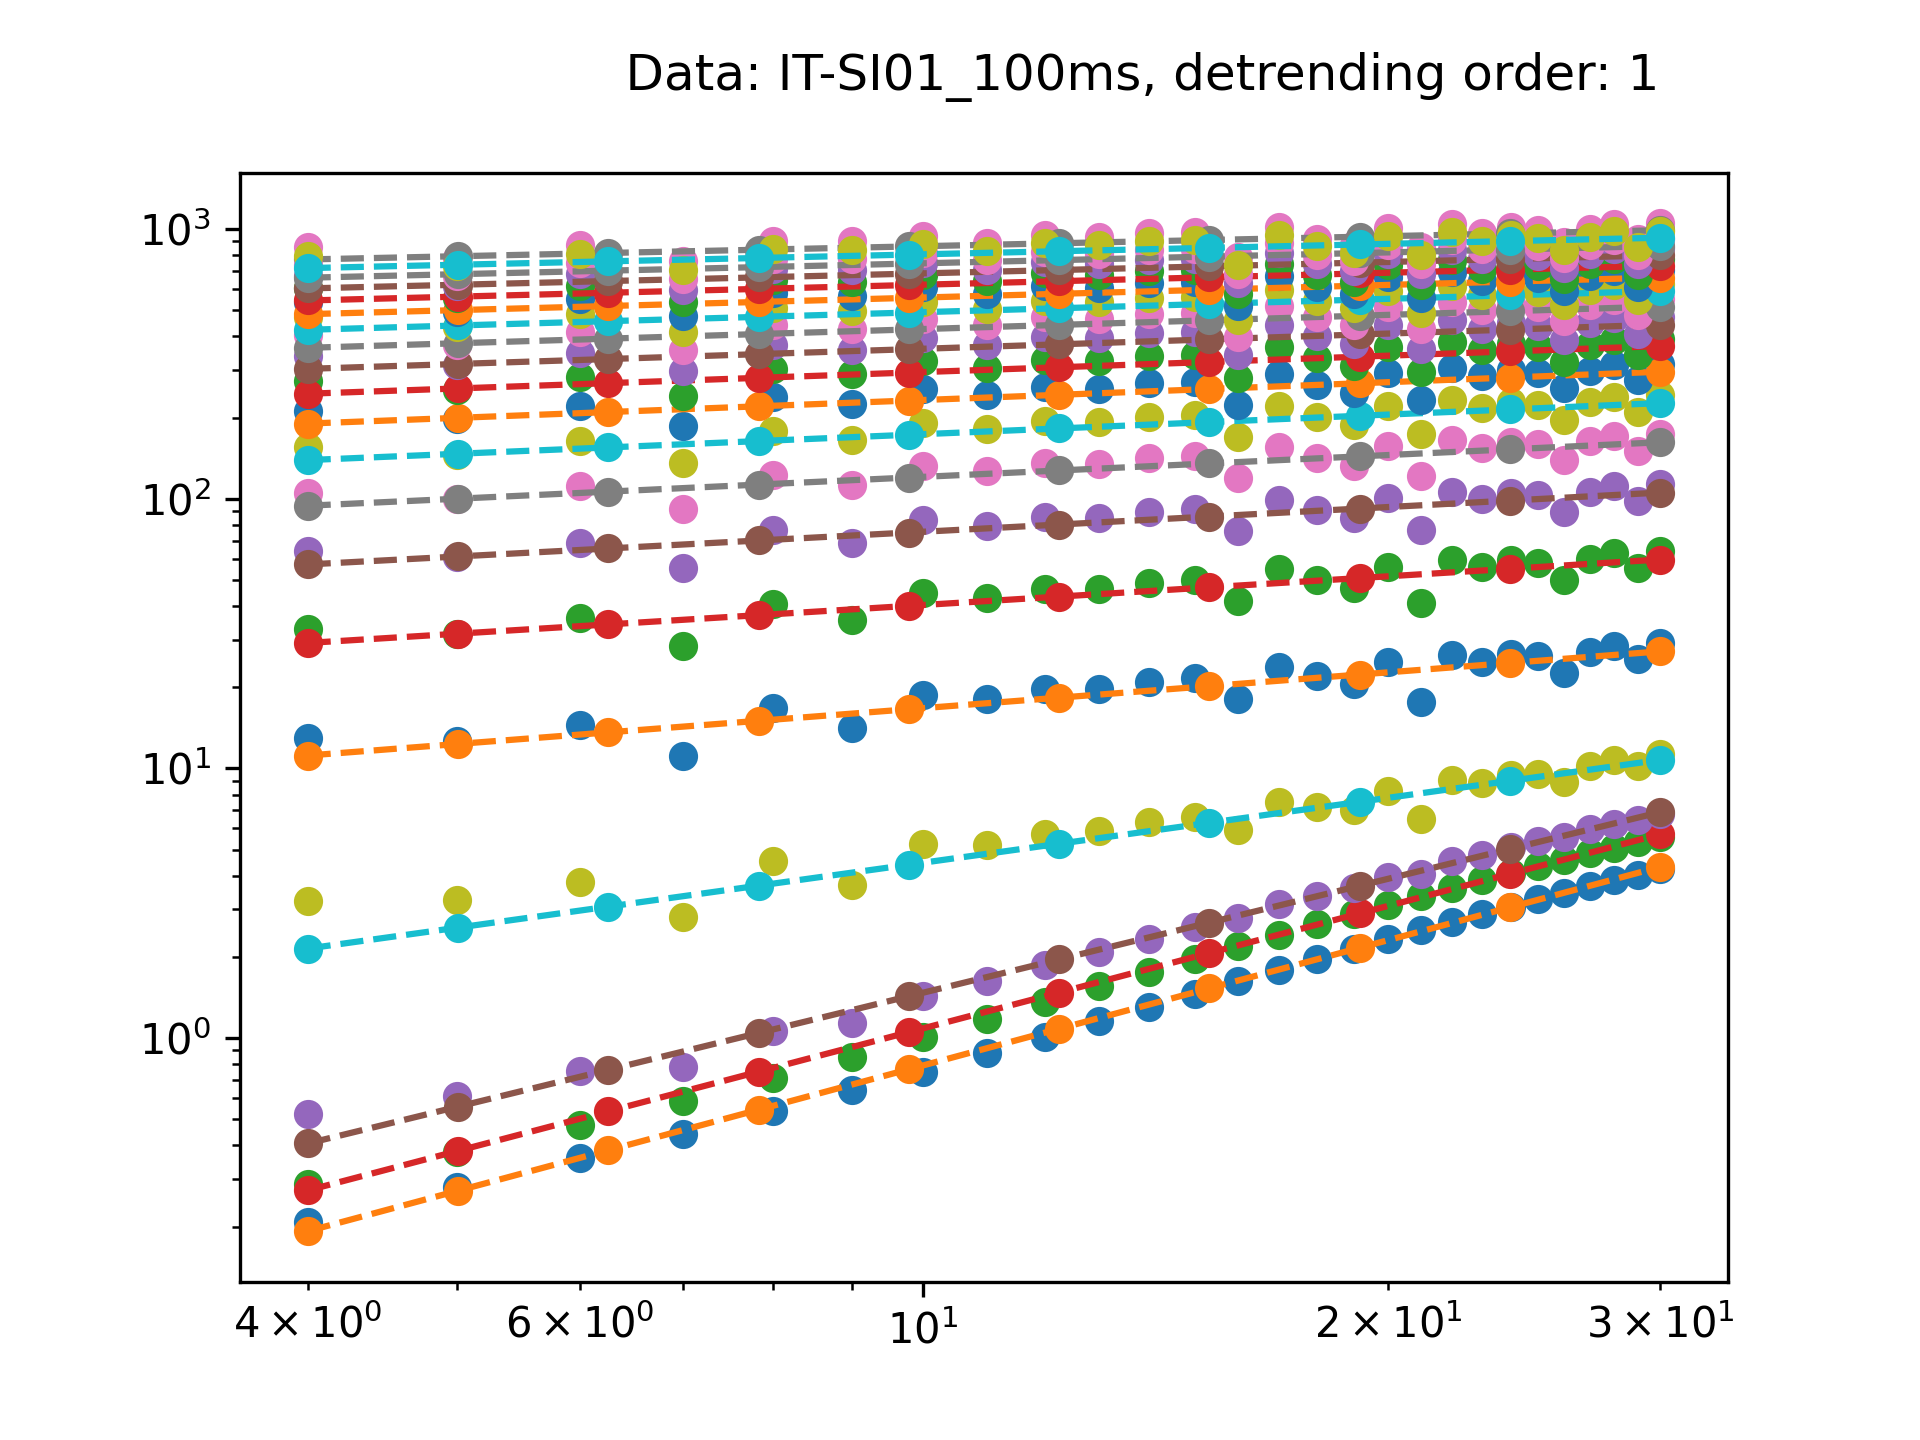 Data: IT-SI01_100ms, detrending order: 1
10³
10²
10¹
10⁰
4 × 10⁰ 6 × 10⁰ 10¹ 2 × 10¹ 3 × 10¹